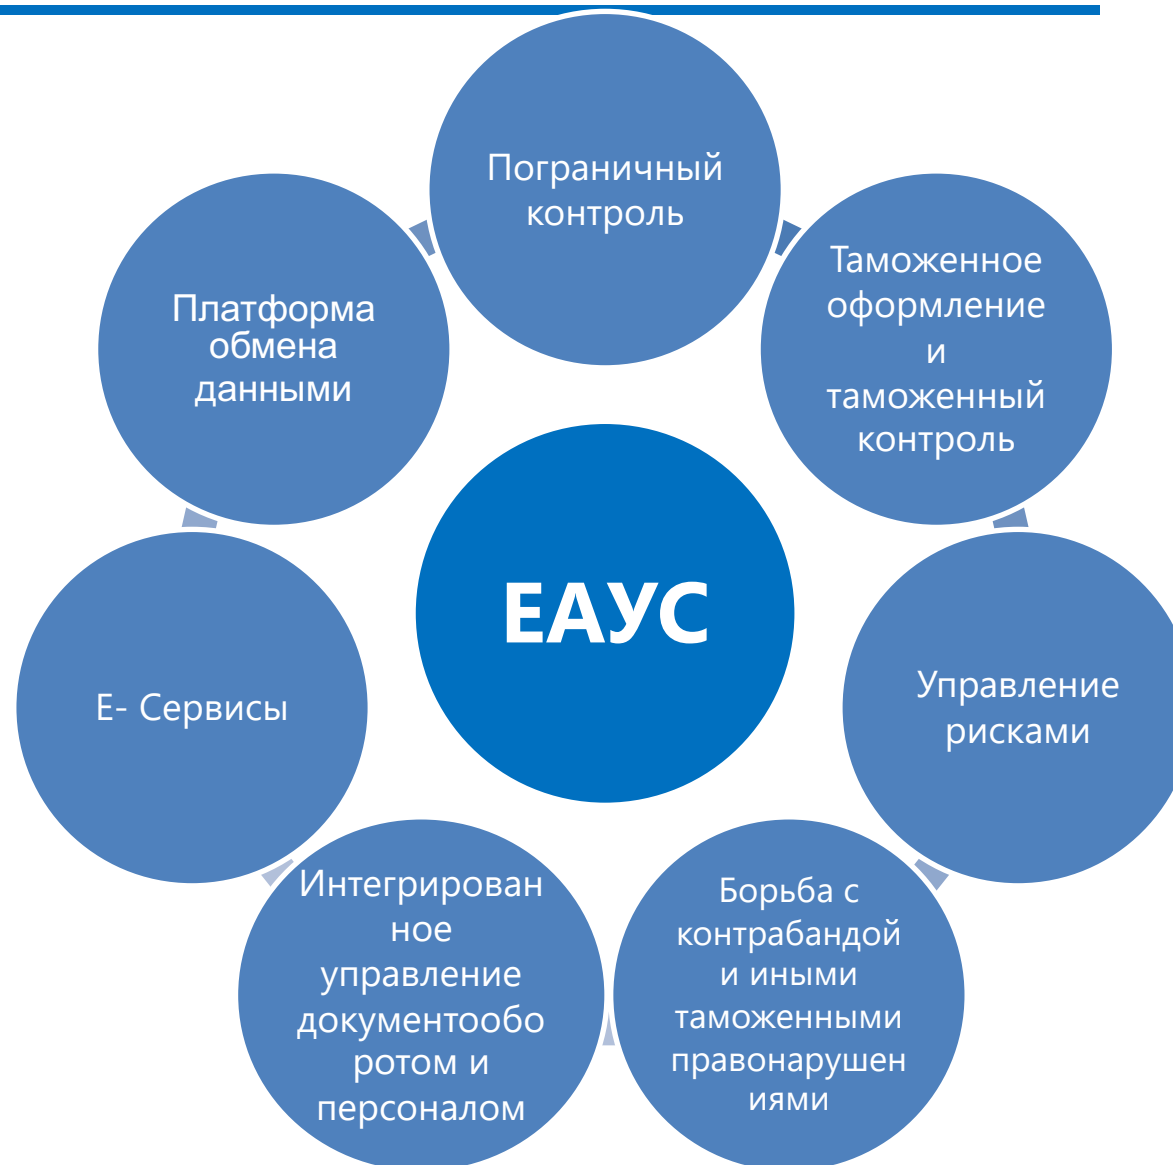 Пограничный
контроль
Таможенное
оформление
и
таможенный
контроль
Платформа
обмена
данными
ЕАУС
Управление
рисками
Е- Сервисы
Интегрирован
ное
управление
документообо
ротом и
персоналом
Борьба с
контрабандой
и иными
таможенными
правонарушен
иями